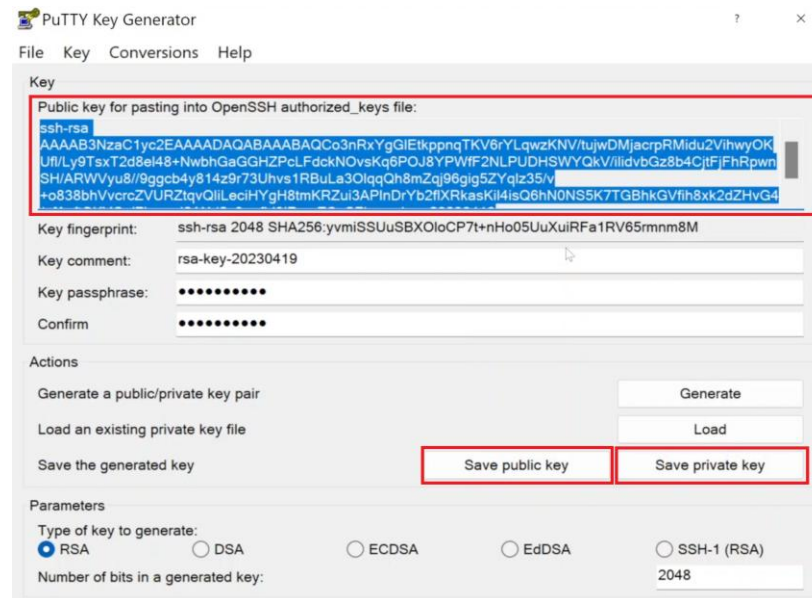 PuTTY Key Generator
? ×
File Key Conversions Help
Key
Public key for pasting into OpenSSH authorized_keys file:
ssh-rsa
AAAAB3NzaC1yc2EAAAADAQABAAABAQCo3nRxYgGlEtkppnqTKV6rYLqwzKNV/tujwDMjacrpRMidu2VihwyOK
Ufl/Ly9TsxT2d8el48+NwbhGaGGHZPcLFdckNOvsKq6POJ8YPWfF2NLPUDHSWYQkV/ilidvbGz8b4CjtFjFhRpwn
SH/ARWVyu8//9ggcb4y814z9r73Uhvs1RBuLa3OlqqQh8mZqj96gig5ZYqlz35/v
+o838bhVvcrcZVURZtqvQliLeciHYgH8tmKRZui3APInDrYb2flXRkasKil4isQ6hN0NS5K7TGBhkGVfih8xk2dZHvG4
Key fingerprint: ssh-rsa 2048 SHA256:yvmiSSUuSBXOloCP7t+nHo05UuXuiRFa1RV65rmnm8M
Key comment: rsa-key-20230419
Key passphrase: ●●●●●●●●●●
Confirm ●●●●●●●●●●
Actions
Generate a public/private key pair Generate
Load an existing private key file Load
Save the generated key Save public key Save private key
Parameters
Type of key to generate:
RSA DSA ECDSA EdDSA SSH-1 (RSA)
Number of bits in a generated key: 2048